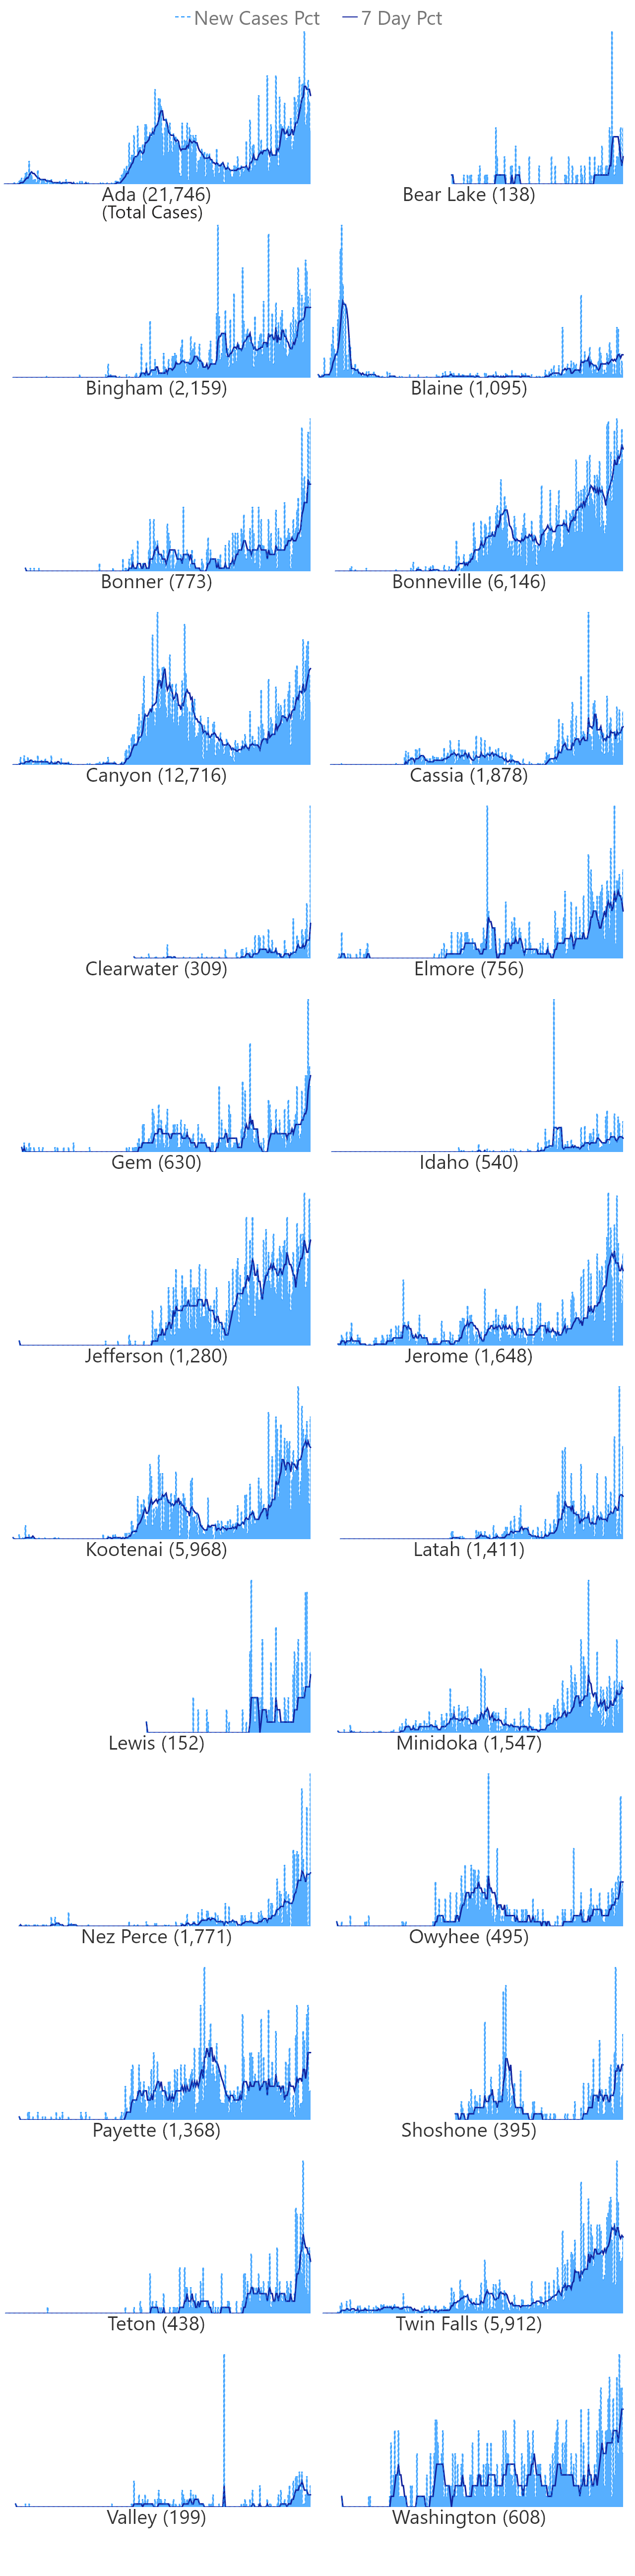 New Cases Pct 7 Day Pct
Ada (21,746) Bear Lake (138)
(Total Cases)
Bingham (2,159) Blaine (1,095)
Bonner (773) Bonneville (6,146)
Canyon (12,716) Cassia (1,878)
Clearwater (309) Elmore (756)
Gem (630) Idaho (540)
Jefferson (1,280) Jerome (1,648)
Kootenai (5,968) Latah (1,411)
Lewis (152) Minidoka (1,547)
Nez Perce (1,771) Owyhee (495)
Payette (1,368) Shoshone (395)
Teton (438) Twin Falls (5,912)
Valley (199) Washington (608)